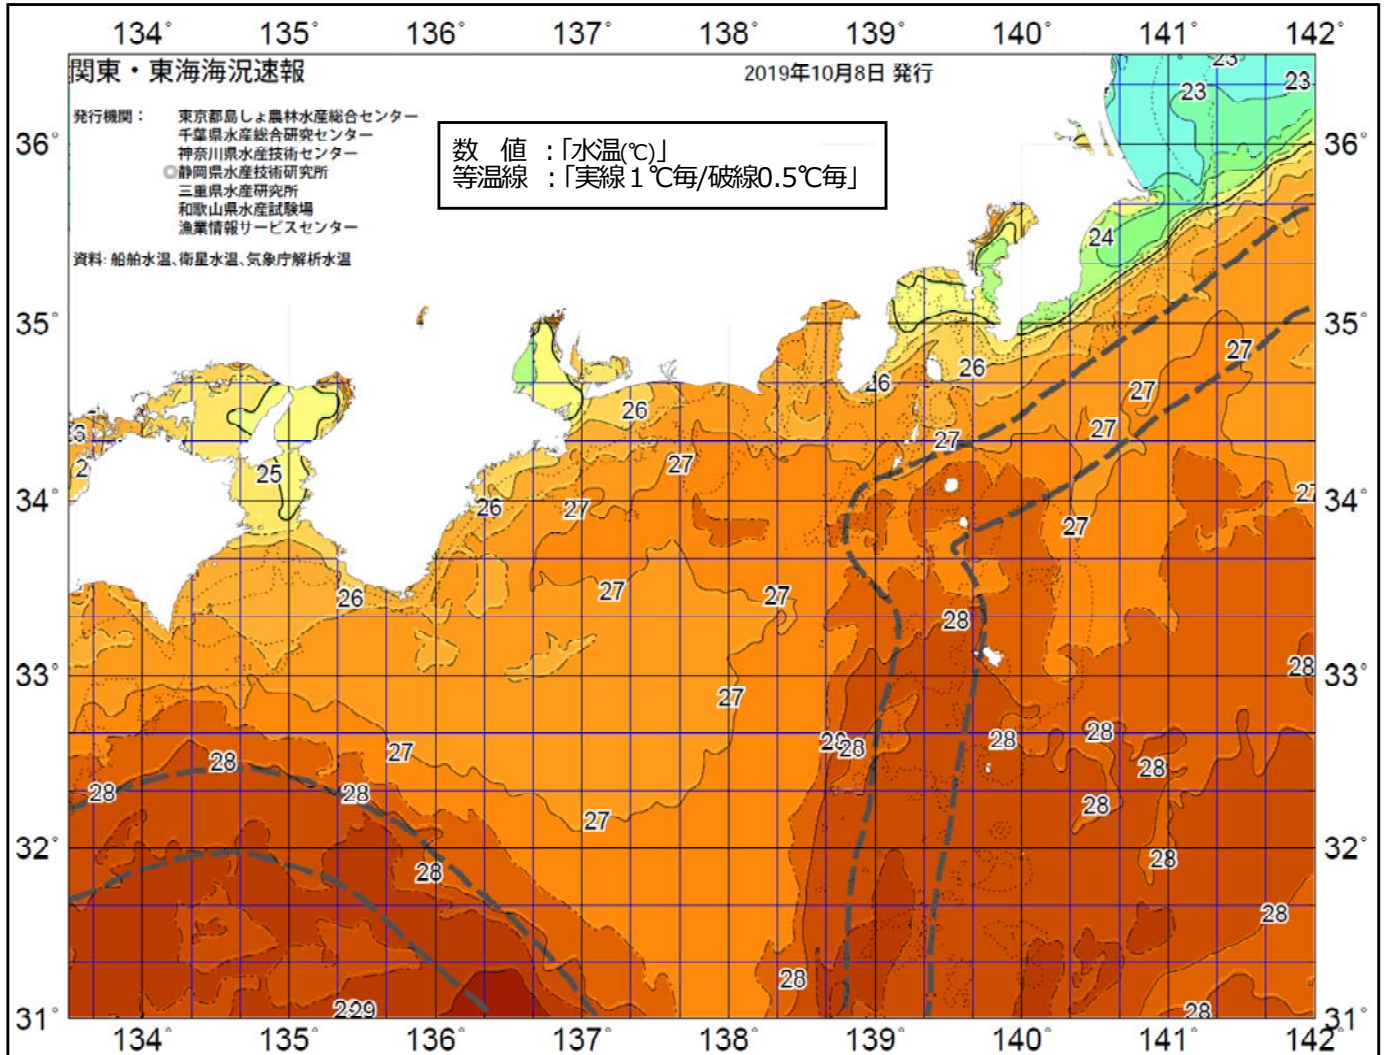 134° 135° 136° 137° 138° 139° 140° 141° 142°
関東・東海海況速報
2019年10月8日 発行
発行機関： 東京都島しょ農林水産総合センター
千葉県水産総合研究センター
神奈川県水産技術センター
◎静岡県水産技術研究所
三重県水産研究所
和歌山県水産試験場
漁業情報サービスセンター
資料: 船舶水温、衛星水温、気象庁解析水温
数 値 ：「水温(℃)」
等温線 ：「実線１℃毎/破線0.5℃毎」
23
23 23
36° 36°
24
35° 35°
27
26 26
27
26
27 27
27
25
34° 26 27 27 34°
27
26 27 27
28
33° 28 33°
27
28 28 28 28
27
28 28
28 28 28
27
32° 28 28 32°
28
28
29
28
31° 31°
134° 135° 136° 137° 138° 139° 140° 141° 142°